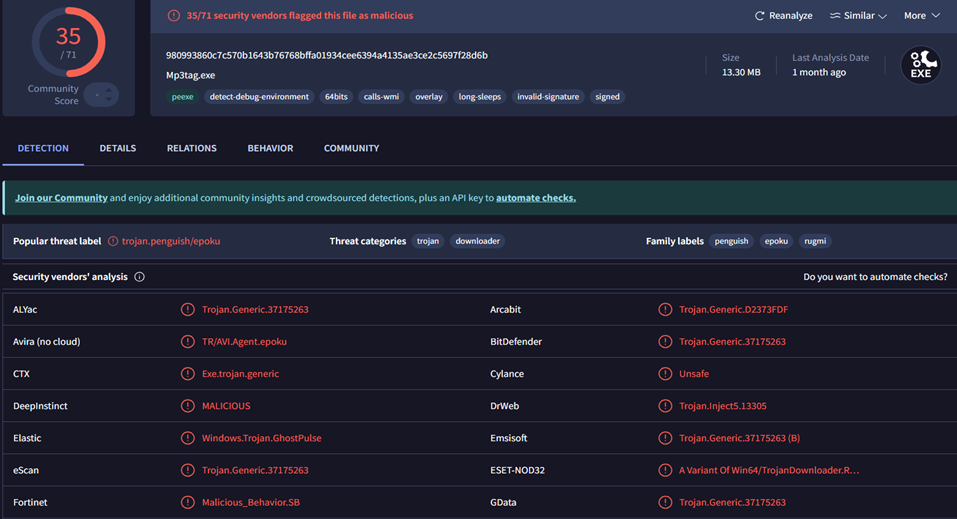 35/71 security vendors flagged this file as malicious
Reanalyze
Similar
More
35
/ 71
Community
Score
-
980993860c7c570b1643b76768bffa01934cee6394a4135ae3ce2c5697f28d6b
Mp3tag.exe
Size
13.30 MB
Last Analysis Date
1 month ago
EXE
peexe
detect-debug-environment
64bits
calls-wmi
overlay
long-sleeps
invalid-signature
signed
DETECTION
DETAILS
RELATIONS
BEHAVIOR
COMMUNITY
Join our Community and enjoy additional community insights and crowdsourced detections, plus an API key to automate checks.
Popular threat label
trojan.penguish/epoku
Threat categories
trojan
downloader
Family labels
penguish
epoku
rugmi
Security vendors' analysis
Do you want to automate checks?
ALYac
Trojan.Generic.37175263
Arcabit
Trojan.Generic.D2373FDF
Avira (no cloud)
TR/AVI.Agent.epoku
BitDefender
Trojan.Generic.37175263
CTX
Exe.trojan.generic
Cylance
Unsafe
DeepInstinct
MALICIOUS
DrWeb
Trojan.Inject5.13305
Elastic
Windows.Trojan.GhostPulse
Emsisoft
Trojan.Generic.37175263 (B)
eScan
Trojan.Generic.37175263
ESET-NOD32
A Variant Of Win64/TrojanDownloader.R...
Fortinet
Malicious_Behavior.SB
GData
Trojan.Generic.37175263